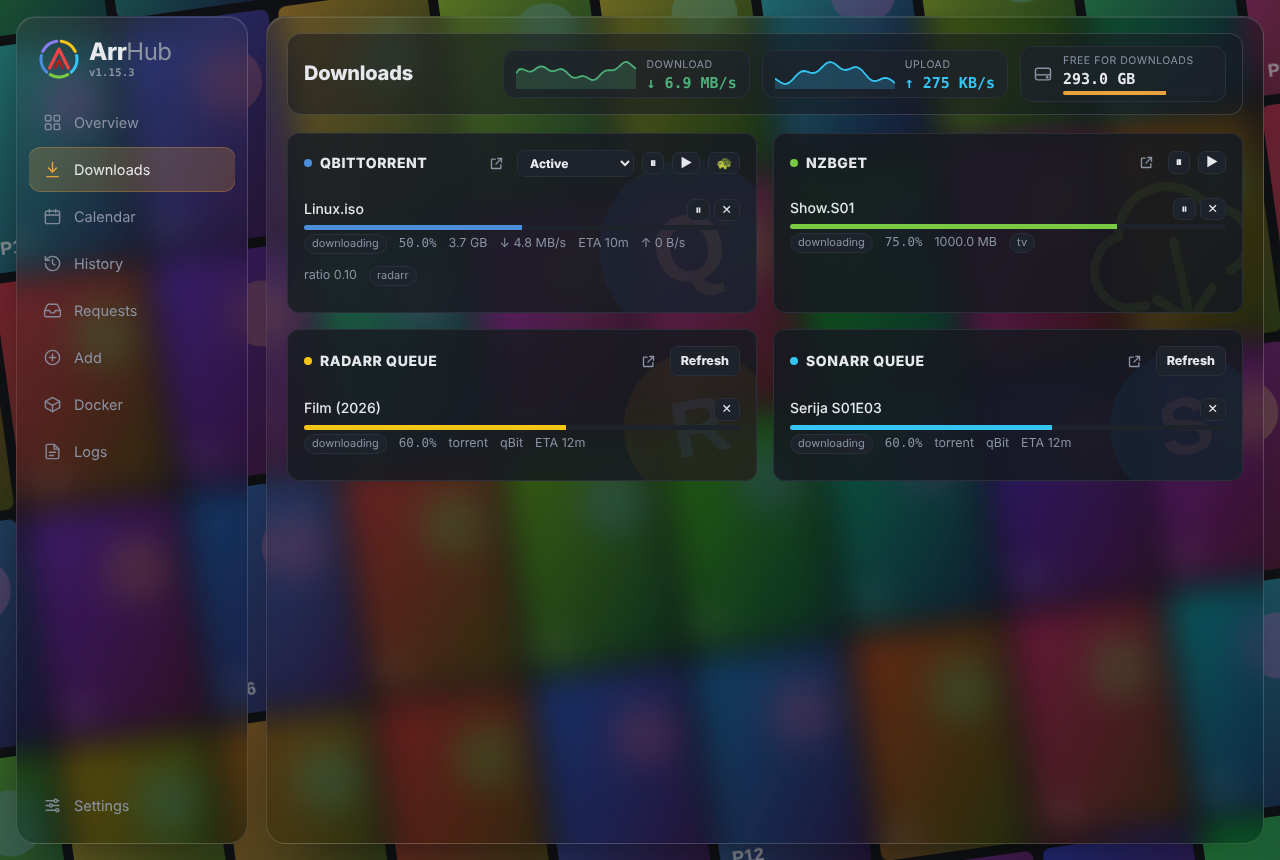 ArrHub
v1.15.3
Overview
Downloads
Calendar
History
Requests
Add
Docker
Logs
Settings
Downloads
DOWNLOAD
↓ 6.9 MB/s
UPLOAD
↑ 275 KB/s
FREE FOR DOWNLOADS
293.0 GB
QBITTORRENT
Active
Linux.iso
downloading 50.0% 3.7 GB ↓ 4.8 MB/s ETA 10m ↑ 0 B/s
ratio 0.10 radarr
Q
NZBGET
Show.S01
downloading 75.0% 1000.0 MB tv
RADARR QUEUE
Refresh
Film (2026)
downloading 60.0% torrent qBit ETA 12m
R
SONARR QUEUE
Refresh
Serija S01E03
downloading 60.0% torrent qBit ETA 12m
S
P12